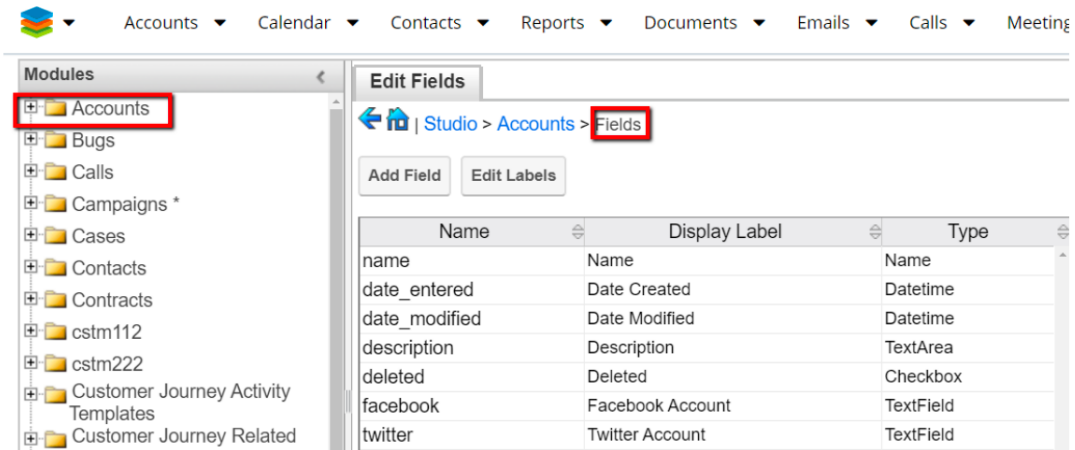 Accounts Calendar Contacts Reports Documents Emails Calls Meeting
Modules
Accounts
Bugs
Calls
Campaigns *
Cases
Contacts
Contracts
cstm112
cstm222
Customer Journey Activity
Templates
Customer Journey Related
Edit Fields
| Studio > Accounts > Fields
Add Field Edit Labels
Name Display Label Type
name Name Name
date_entered Date Created Datetime
date_modified Date Modified Datetime
description Description TextArea
deleted Deleted Checkbox
facebook Facebook Account TextField
twitter Twitter Account TextField